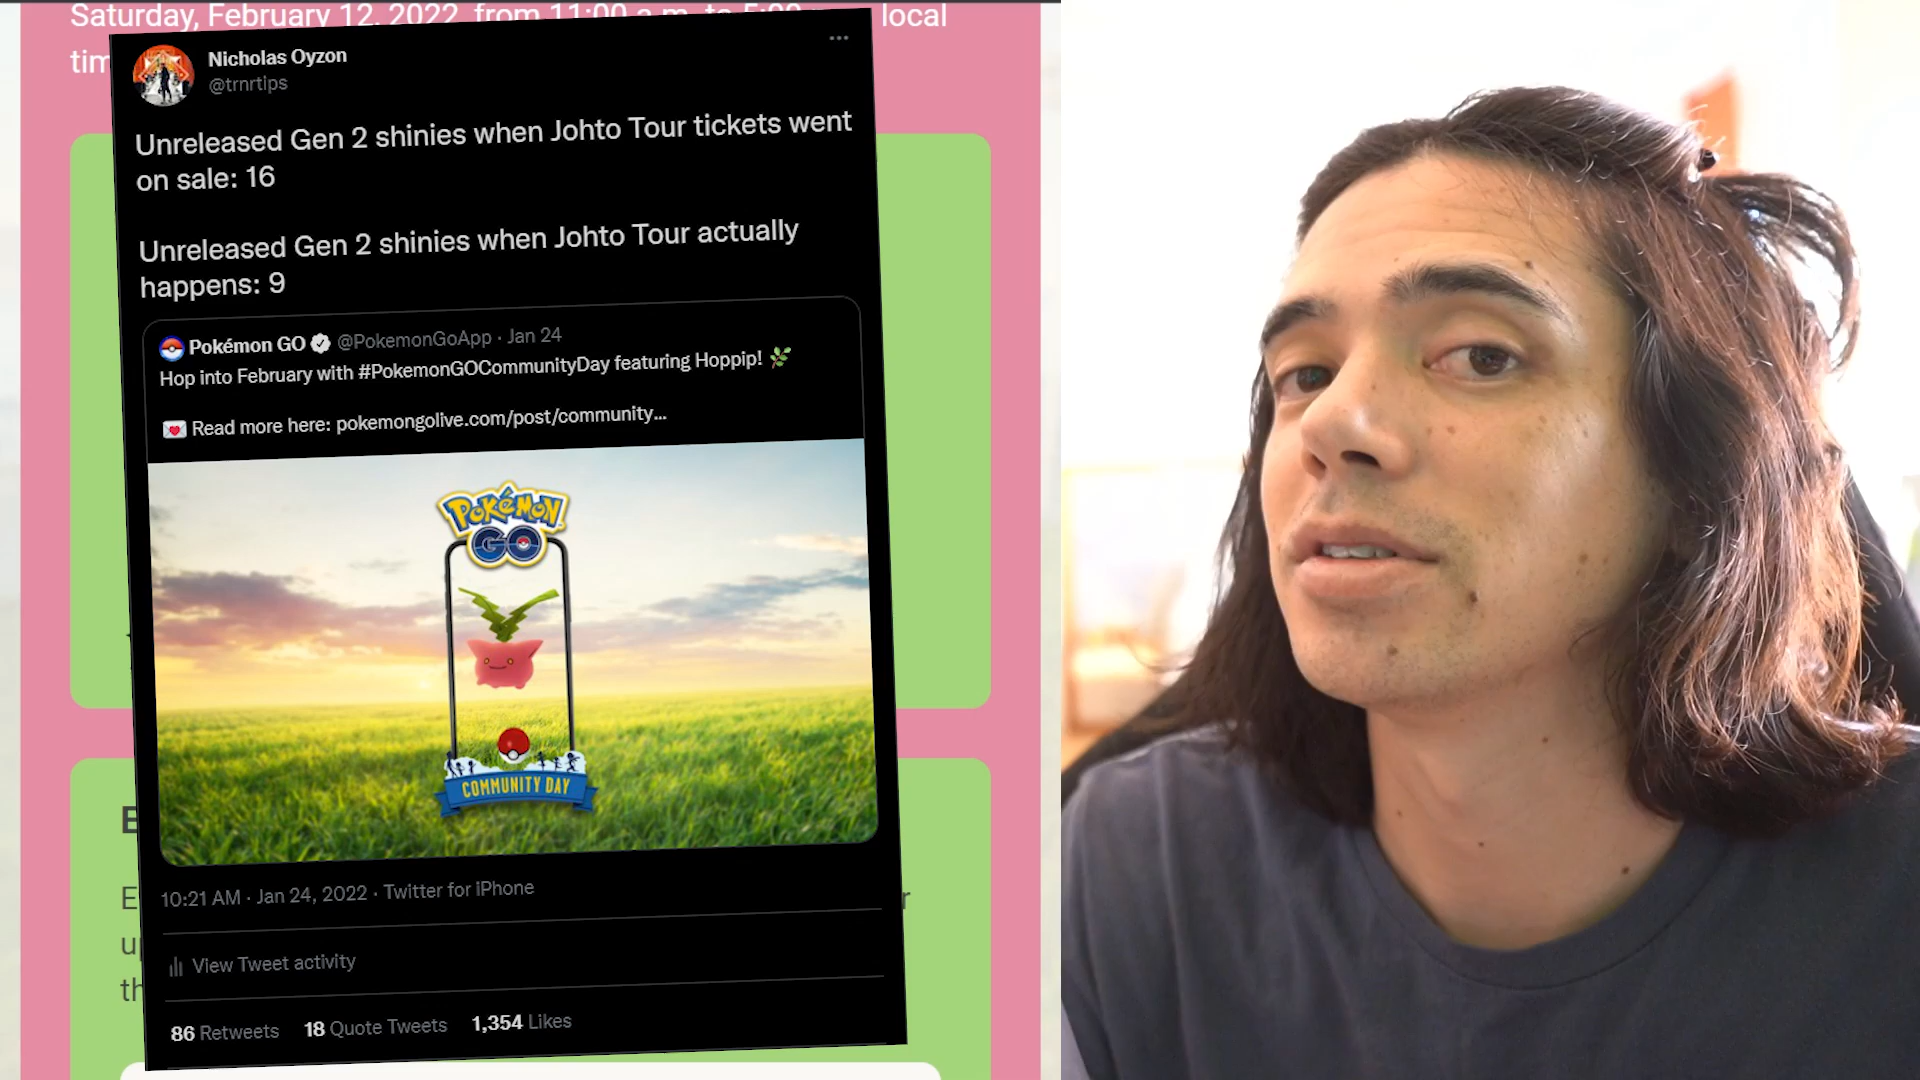 Saturday, February 12, 2022, from 11:00 a.m. to 5:00 local
tim
Nicholas Oyzon
@trnrtips
Unreleased Gen 2 shinies when Johto Tour tickets went
on sale: 16
Unreleased Gen 2 shinies when Johto Tour actually
happens: 9
Pokémon GO @PokemonGoApp · Jan 24
Hop into February with #PokemonGOCommunityDay featuring Hoppip!
Read more here: pokemongolive.com/post/community...
POKÉMON
GO
COMMUNITY DAY
10:21 AM · Jan 24, 2022 · Twitter for iPhone
View Tweet activity
86 Retweets 18 Quote Tweets 1,354 Likes